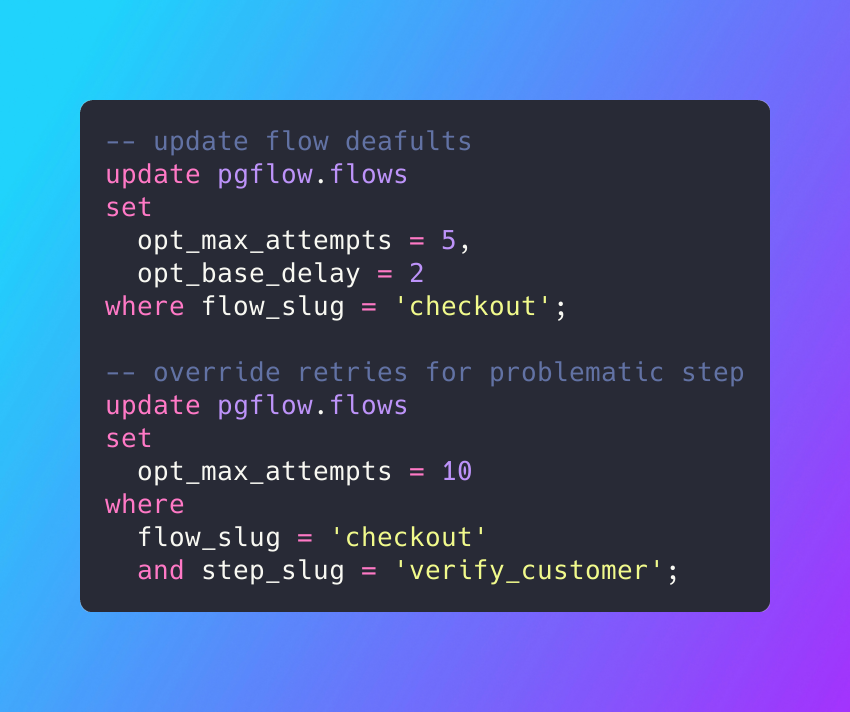 -- update flow deafults
update pgflow.flows
set
  opt_max_attempts = 5,
  opt_base_delay = 2
where flow_slug = 'checkout';

-- override retries for problematic step
update pgflow.flows
set
  opt_max_attempts = 10
where
  flow_slug = 'checkout'
  and step_slug = 'verify_customer';